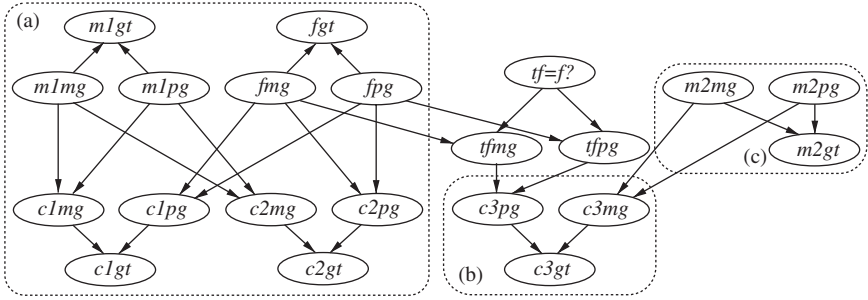 (a)
m1gt fgt
tf=f?
m1mg m1pg fmg fpg m2mg m2pg
tfmg tfpg m2gt
(c)
c1mg c1pg c2mg c2pg c3pg c3mg
c1gt c2gt (b) c3gt